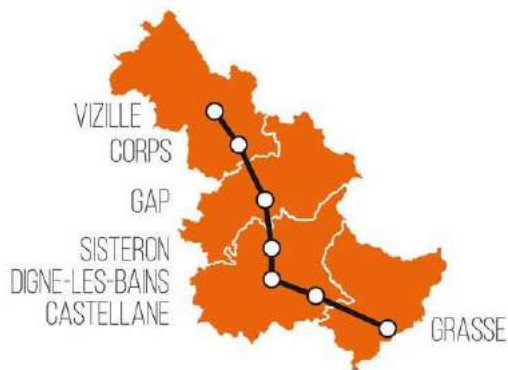 VIZILLE
CORPS
GAP
SISTERON
DIGNE-LES-BAINS
CASTELLANE
GRASSE